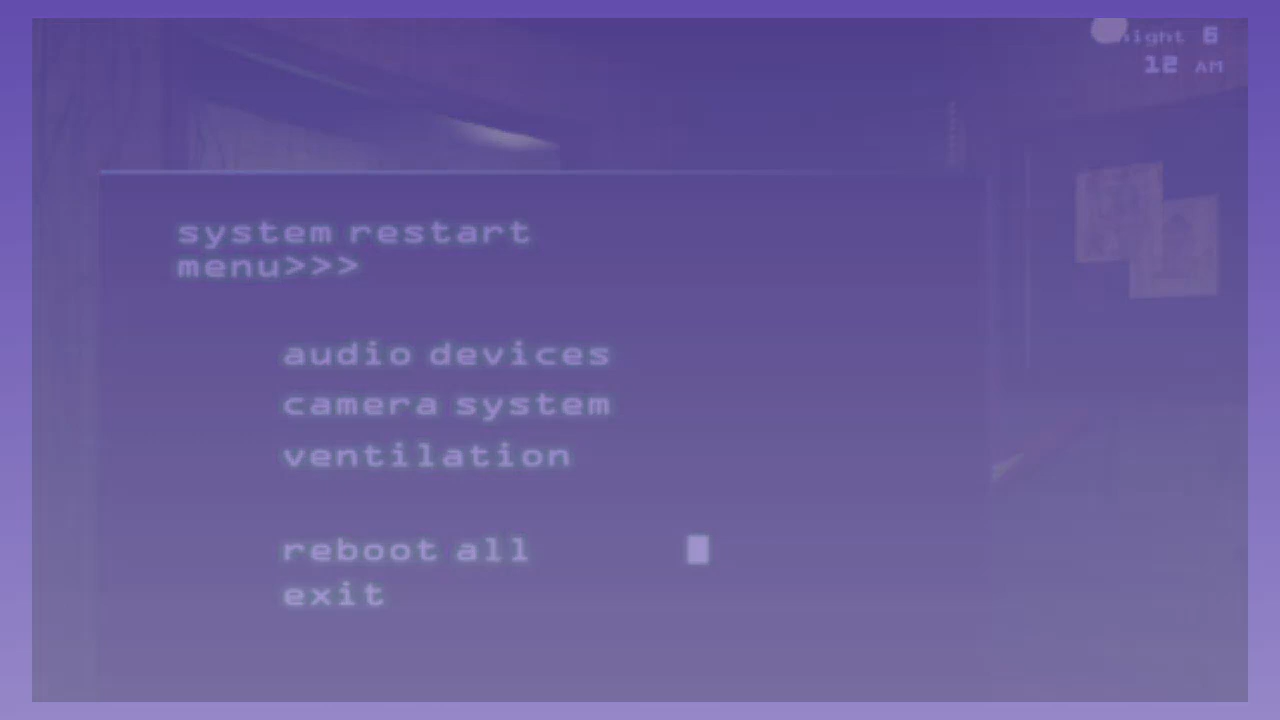 night 6
12 AM
system restart
menu>>>
audio devices
camera system
ventilation
reboot all
exit